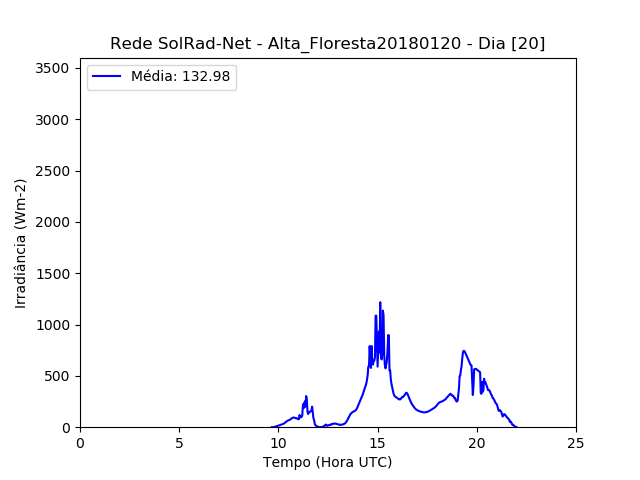 Rede SolRad-Net - Alta_Floresta20180120 - Dia [20]
Média: 132.98
3500
3000
2500
2000
1500
1000
500
0
Irradiância (Wm-2)
0 5 10 15 20 25
Tempo (Hora UTC)